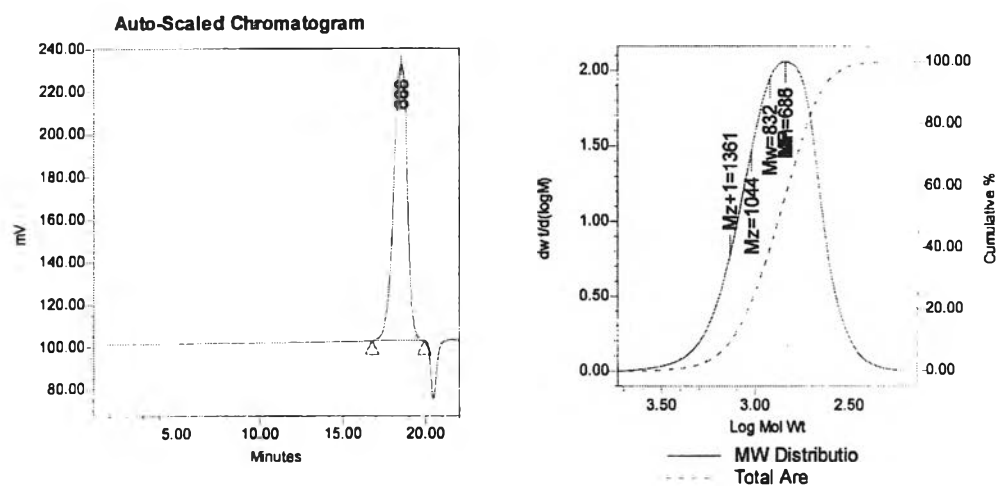 Auto-Scaled Chromatogram
240.00
220.00
200.00
180.00
160.00
140.00
120.00
100.00
80.00
mV
5.00 10.00 15.00 20.00
Minutes
2.00
1.50
1.00
0.50
0.00
dw t/d(logM)
Mz+1=1361
Mz=1044
Mw=832
=688
100.00
80.00
60.00
40.00
20.00
0.00
Cumulative %
3.50 3.00 2.50
Log Mol Wt
MW Distributio
Total Are